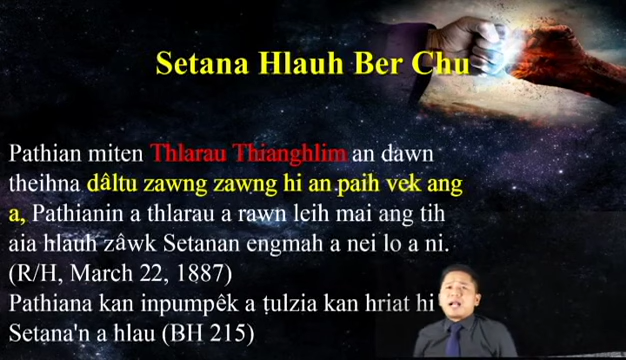 Setana Hlauh Ber Chu
Pathian miten Thlarau Thianghlim an dawn
theihna dâltu zawng zawng hi an paih vek ang
a, Pathianin a thlarau a rawn leih mai ang tih
aia hlauh zâwk Setanan engmah a nei lo a ni.
(R/H, March 22, 1887)
Pathiana kan inpumpêk a ṭulzia kan hriat hi
Setana'n a hlau (BH 215)